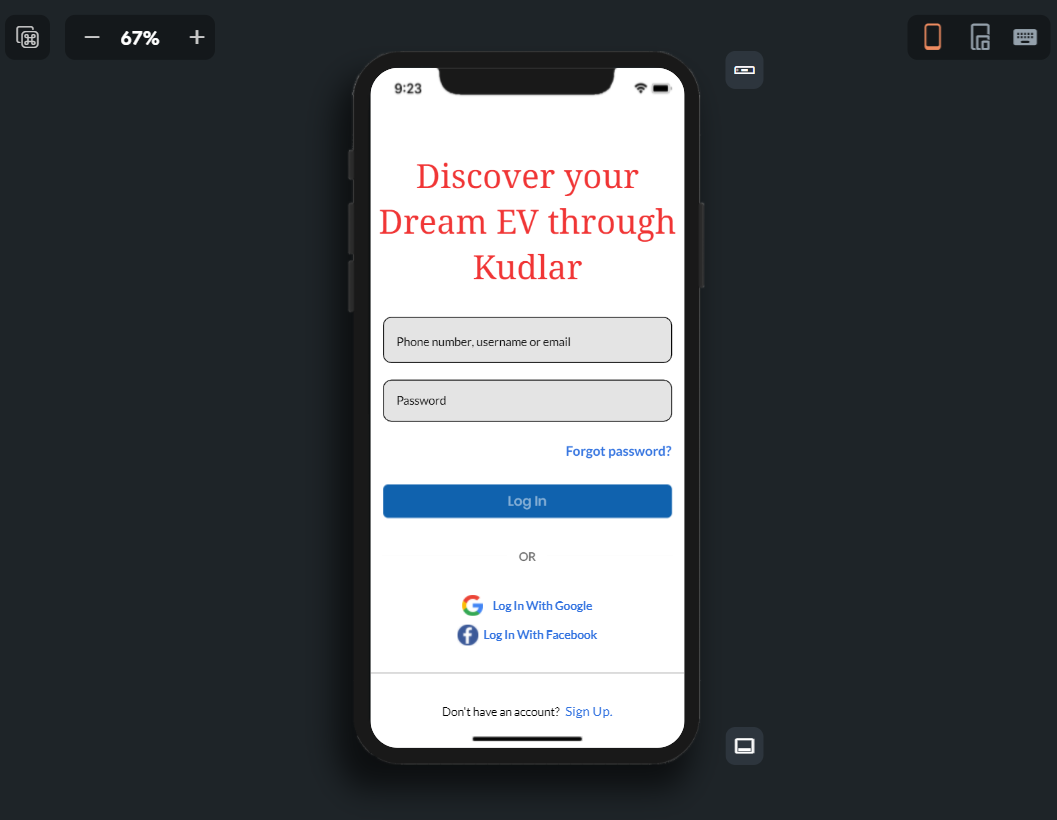 67%
9:23
Discover your
Dream EV through
Kudlar
Phone number, username or email
Password
Forgot password?
Log In
OR
Log In With Google
Log In With Facebook
Don't have an account? Sign Up.